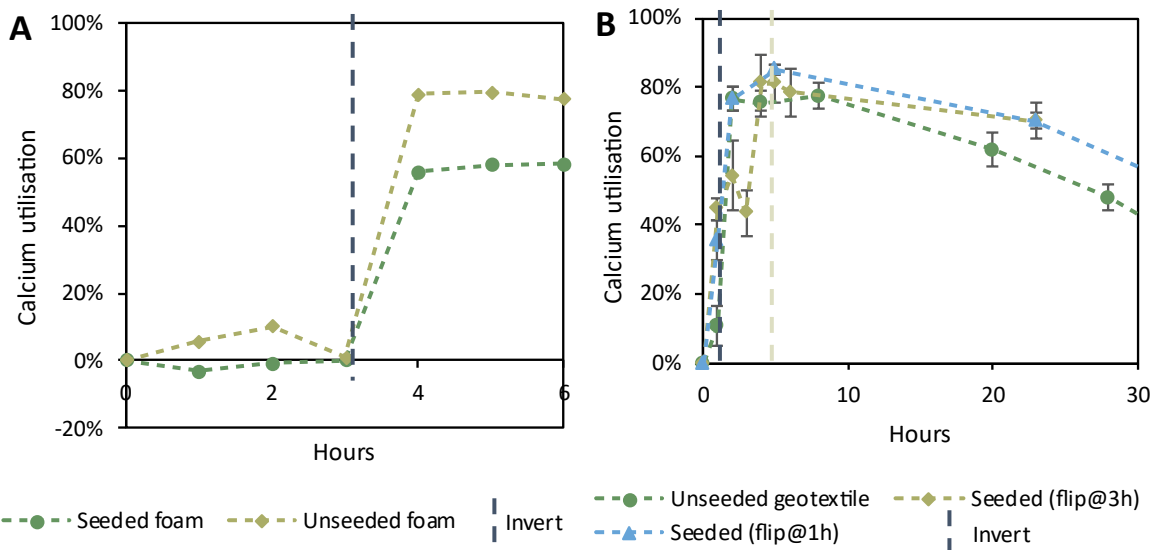 A
100%
80%
60%
40%
20%
0%
-20%
Calcium utilisation
0
2
4
6
Hours
Seeded foam
Unseeded foam
Invert
B
100%
80%
60%
40%
20%
0%
Calcium utilisation
0
10
20
30
Hours
Unseeded geotextile
Seeded (flip@3h)
Seeded (flip@1h)
Invert